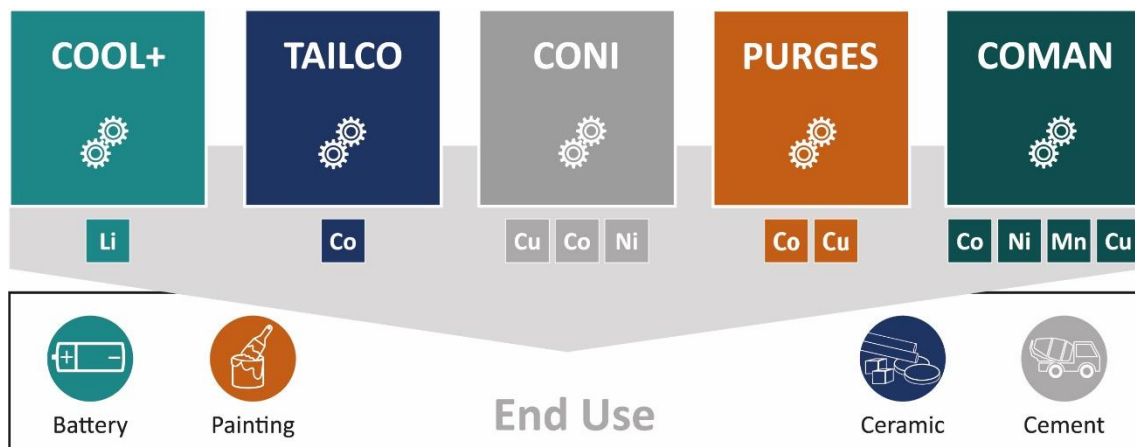 COOL+
TAILCO
CONI
PURGES
COMAN
Li
Co
Cu Co Ni
Co Cu
Co Ni Mn Cu
+ −
Battery
Painting
End Use
Ceramic
Cement